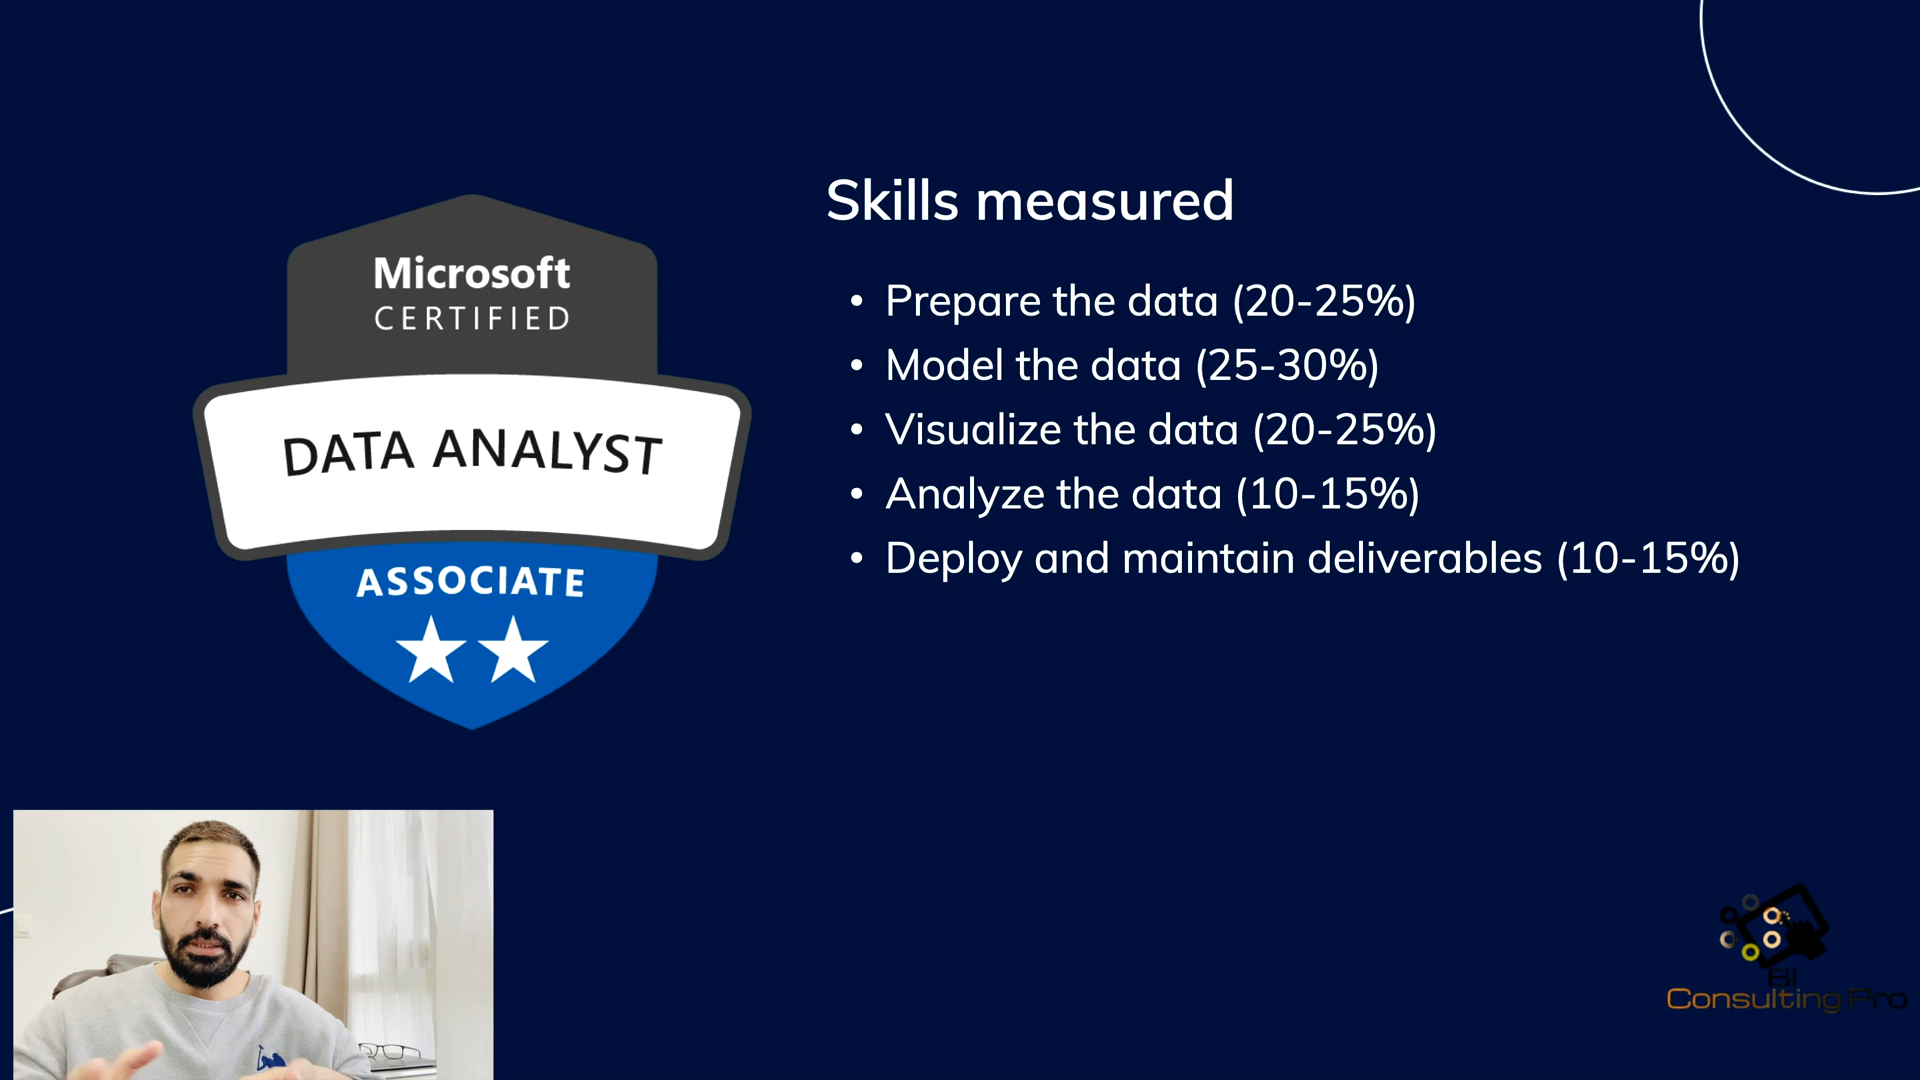 Microsoft
CERTIFIED
DATA ANALYST
ASSOCIATE
Skills measured
• Prepare the data (20-25%)
• Model the data (25-30%)
• Visualize the data (20-25%)
• Analyze the data (10-15%)
• Deploy and maintain deliverables (10-15%)
BI
Consulting Pro